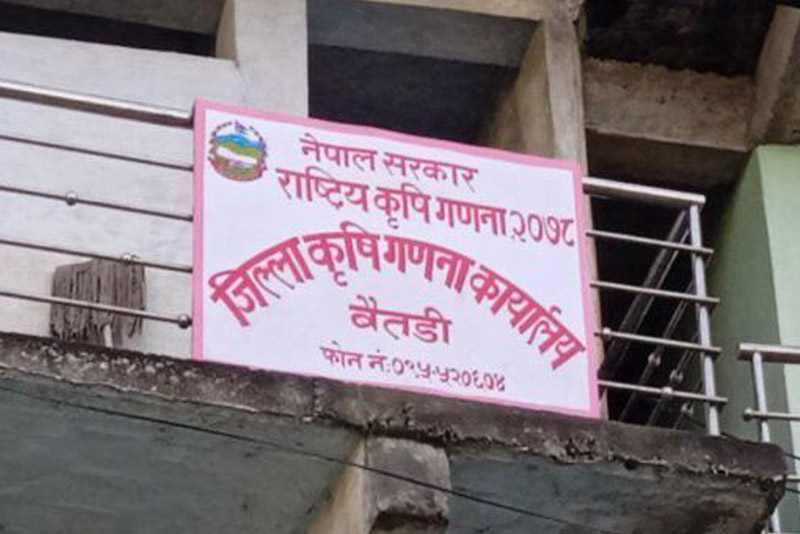 नेपाल सरकार
राष्ट्रिय कृषि गणना २०७८
जिल्ला कृषि गणना कार्यालय
बैतडी
फोन नं:०९५-५२०६०४